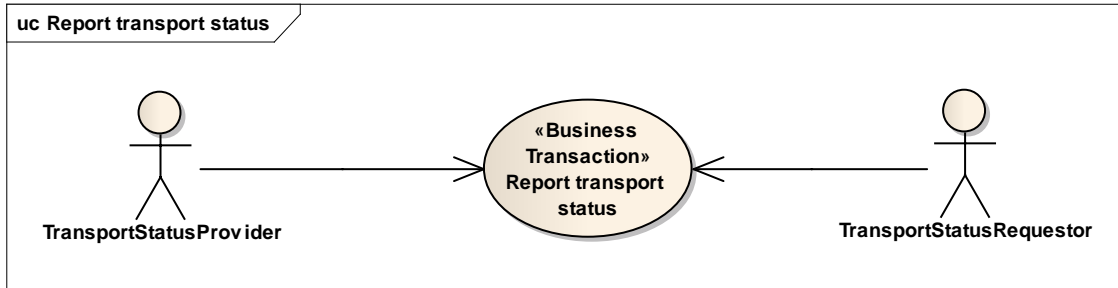 uc Report transport status
«Business
Transaction»
Report transport
status
TransportStatusProvider
TransportStatusRequestor